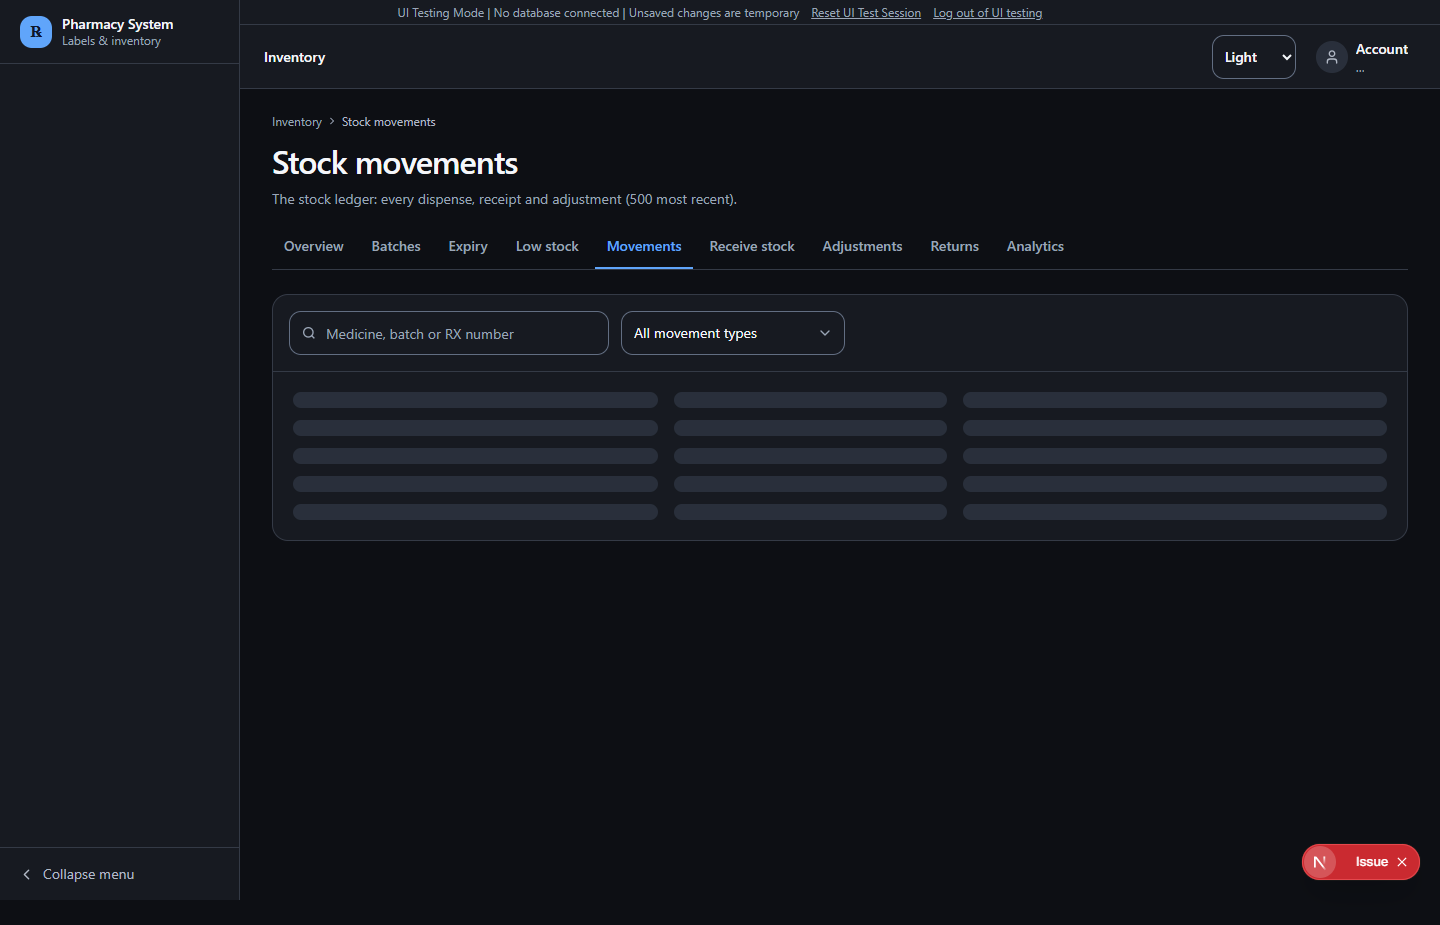 ℞
Pharmacy System
Labels & inventory
UI Testing Mode | No database connected | Unsaved changes are temporary Reset UI Test Session Log out of UI testing
Inventory
Light
Account
...
Inventory > Stock movements
Stock movements
The stock ledger: every dispense, receipt and adjustment (500 most recent).
Overview Batches Expiry Low stock Movements Receive stock Adjustments Returns Analytics
Medicine, batch or RX number
All movement types
Collapse menu
N Issue